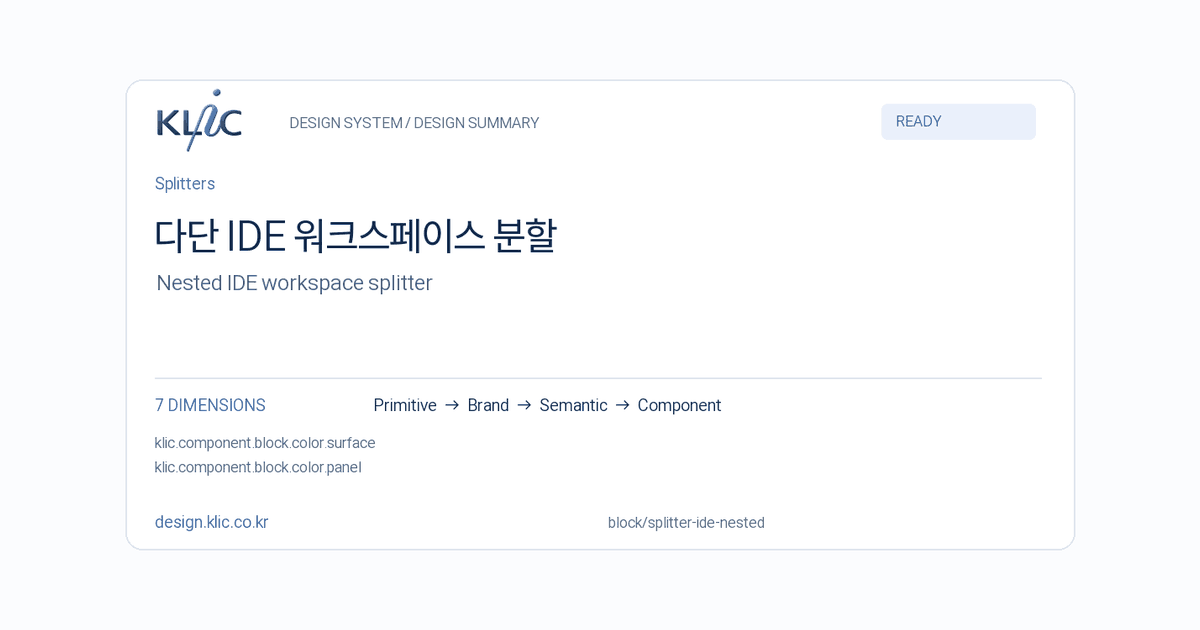 KLiC
DESIGN SYSTEM / DESIGN SUMMARY
READY
Splitters
다단 IDE 워크스페이스 분할
Nested IDE workspace splitter
7 DIMENSIONS
Primitive → Brand → Semantic → Component
klic.component.block.color.surface
klic.component.block.color.panel
design.klic.co.kr
block/splitter-ide-nested